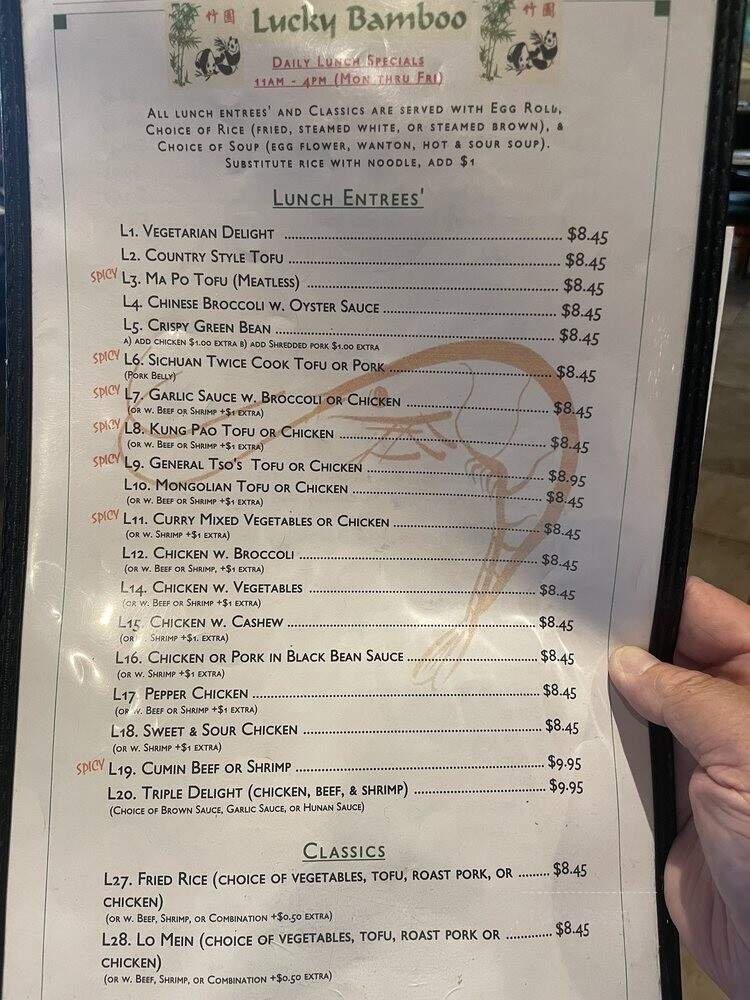 竹園 Lucky Bamboo 竹園
Daily Lunch Specials
11am - 4pm (Mon thru Fri)
All lunch entrees' and Classics are served with Egg Roll,
Choice of Rice (fried, steamed white, or steamed brown), &
Choice of Soup (egg flower, wanton, hot & sour soup).
Substitute rice with noodle, add $1
Lunch Entrees'
L1. Vegetarian Delight ........ $8.45
L2. Country Style Tofu ........ $8.45
SPICY L3. Ma Po Tofu (Meatless) ........ $8.45
L4. Chinese Broccoli w. Oyster Sauce ........ $8.45
L5. Crispy Green Bean ........ $8.45
a) add chicken $1.00 extra b) add Shredded pork $1.00 extra
SPICY L6. Sichuan Twice Cook Tofu or Pork ........ $8.45
(Pork Belly)
SPICY L7. Garlic Sauce w. Broccoli or Chicken ........ $8.45
(or w. Beef or Shrimp +$1 extra)
SPICY L8. Kung Pao Tofu or Chicken ........ $8.45
(or w. Beef or Shrimp +$1 extra)
SPICY L9. General Tso's Tofu or Chicken ........ $8.95
L10. Mongolian Tofu or Chicken ........ $8.45
(or w. Beef or Shrimp +$1 extra)
SPICY L11. Curry Mixed Vegetables or Chicken ........ $8.45
(or w. Shrimp +$1 extra)
L12. Chicken w. Broccoli ........ $8.45
(or w. Beef or Shrimp, +$1 extra)
L14. Chicken w. Vegetables ........ $8.45
(or w. Beef or Shrimp +$1 extra)
L15. Chicken w. Cashew ........ $8.45
(or Shrimp +$1. extra)
L16. Chicken or Pork in Black Bean Sauce ........ $8.45
(or w. Shrimp +$1 extra)
L17. Pepper Chicken ........ $8.45
(or w. Beef or Shrimp +$1 extra)
L18. Sweet & Sour Chicken ........ $8.45
(or w. Shrimp +$1 extra)
SPICY L19. Cumin Beef or Shrimp ........ $9.95
L20. Triple Delight (chicken, beef, & shrimp) ........ $9.95
(Choice of Brown Sauce, Garlic Sauce, or Hunan Sauce)
Classics
L27. Fried Rice (choice of vegetables, tofu, roast pork, or ........ $8.45
chicken)
(or w. Beef, Shrimp, or Combination +$0.50 extra)
L28. Lo Mein (choice of vegetables, tofu, roast pork or ............ $8.45
chicken)
(or w. Beef, Shrimp, or Combination +$0.50 extra)